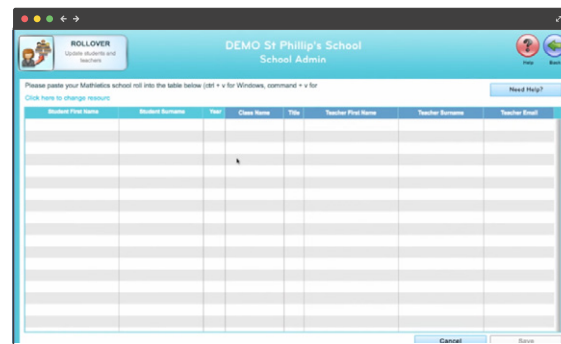 ROLLOVER
Update students and
teachers
DEMO St Phillip's School
School Admin
Help
Back
Please paste your Mathletics school roll into the table below (ctrl + v for Windows, command + v for
Click here to change resourc
Need Help?
Student First Name Student Surname Year Class Name Title Teacher First Name Teacher Surname Teacher Email
Cancel Save